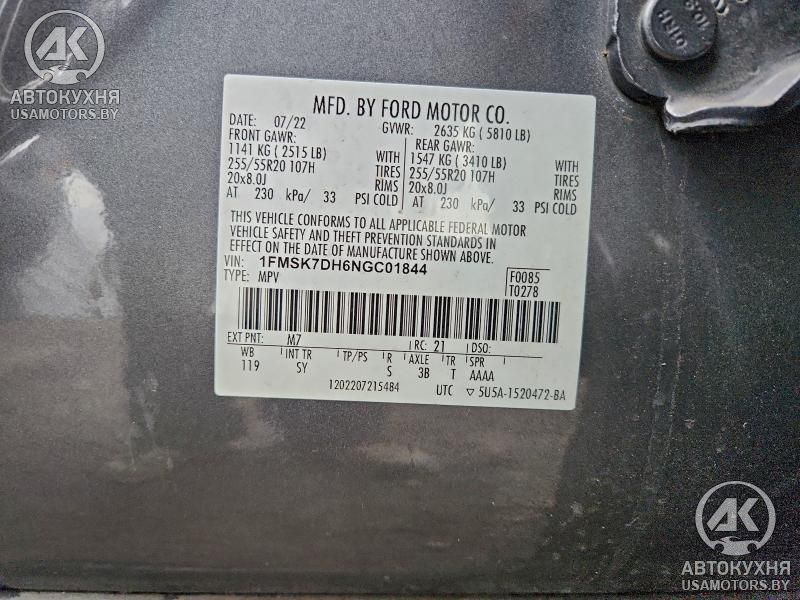 AK
АВТОКУХНЯ
USAMOTORS.BY
MFD. BY FORD MOTOR CO.
DATE: 07/22 GVWR: 2635 KG ( 5810 LB)
FRONT GAWR: REAR GAWR:
1141 KG ( 2515 LB) WITH 1547 KG ( 3410 LB) WITH
255/55R20 107H TIRES 255/55R20 107H TIRES
20x8.0J RIMS 20x8.0J RIMS
AT 230 kPa/ 33 PSI COLD AT 230 kPa/ 33 PSI COLD
THIS VEHICLE CONFORMS TO ALL APPLICABLE FEDERAL MOTOR
VEHICLE SAFETY AND THEFT PREVENTION STANDARDS IN
EFFECT ON THE DATE OF MANUFACTURE SHOWN ABOVE.
VIN: 1FMSK7DH6NGC01844
TYPE: MPV
F0085
T0278
EXT PNT: M7 RC: 21 DSO:
WB INT TR TP/PS R AXLE TR SPR
119 SY S 3B T AAAA
1202207215484 UTC ▽ 5U5A-1520472-BA
AK
АВТОКУХНЯ
USAMOTORS.BY